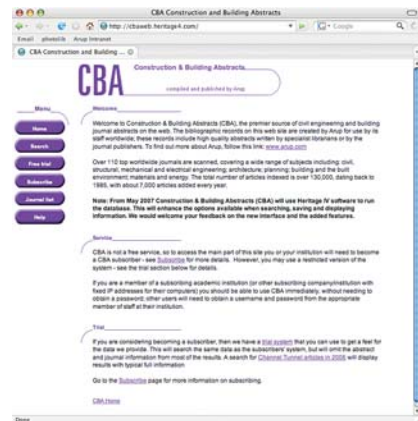 CBA Construction and Building Abstracts
http://cbaweb.heritage4.com/
Google
Email photolib Arup Intranet
CBA Construction and Building ...
CBA
Construction & Building Abstracts
compiled and published by Arup
Menu
Home
Search
Free trial
Subscribe
Journal list
Help
Welcome
Welcome to Construction & Building Abstracts (CBA), the premier source of civil engineering and building
journal abstracts on the web. The bibliographic records on this web site are created by Arup for use by its
staff worldwide; these records include high quality abstracts written by specialist librarians or by the
journal publishers. To find out more about Arup, follow this link: www.arup.com
Over 110 top worldwide journals are scanned, covering a wide range of subjects including: civil,
structural, mechanical and electrical engineering; architecture; planning; building and the built
environment; materials and energy. The total number of articles indexed is over 130,000, dating back to
1985, with about 7,000 articles added every year.
Note: From May 2007 Construction & Building Abstracts (CBA) will use Heritage IV software to run
the database. This will enhance the options available when searching, saving and displaying
information. We would welcome your feedback on the new interface and the added features.
Service
CBA is not a free service, so to access the main part of this site you or your institution will need to become
a CBA subscriber - see Subscribe for more details. However, you may use a restricted version of the
system - see the trial section below for details.
If you are a member of a subscribing academic institution (or other subscribing company/institution with
fixed IP addresses for their computers) you should be able to use CBA immediately, without needing to
obtain a password; other users will need to obtain a username and password from the appropriate
member of staff at their institution.
Trial
If you are considering becoming a subscriber, then we have a trial system that you can use to get a feel for
the data we provide. This will search the same data as the subscribers' system, but will omit the abstract
and journal information from most of the results. A search for Channel Tunnel articles in 2006 will display
results with typical full information.
Go to the Subscribe page for more information on subscribing.
CBA Home
Done